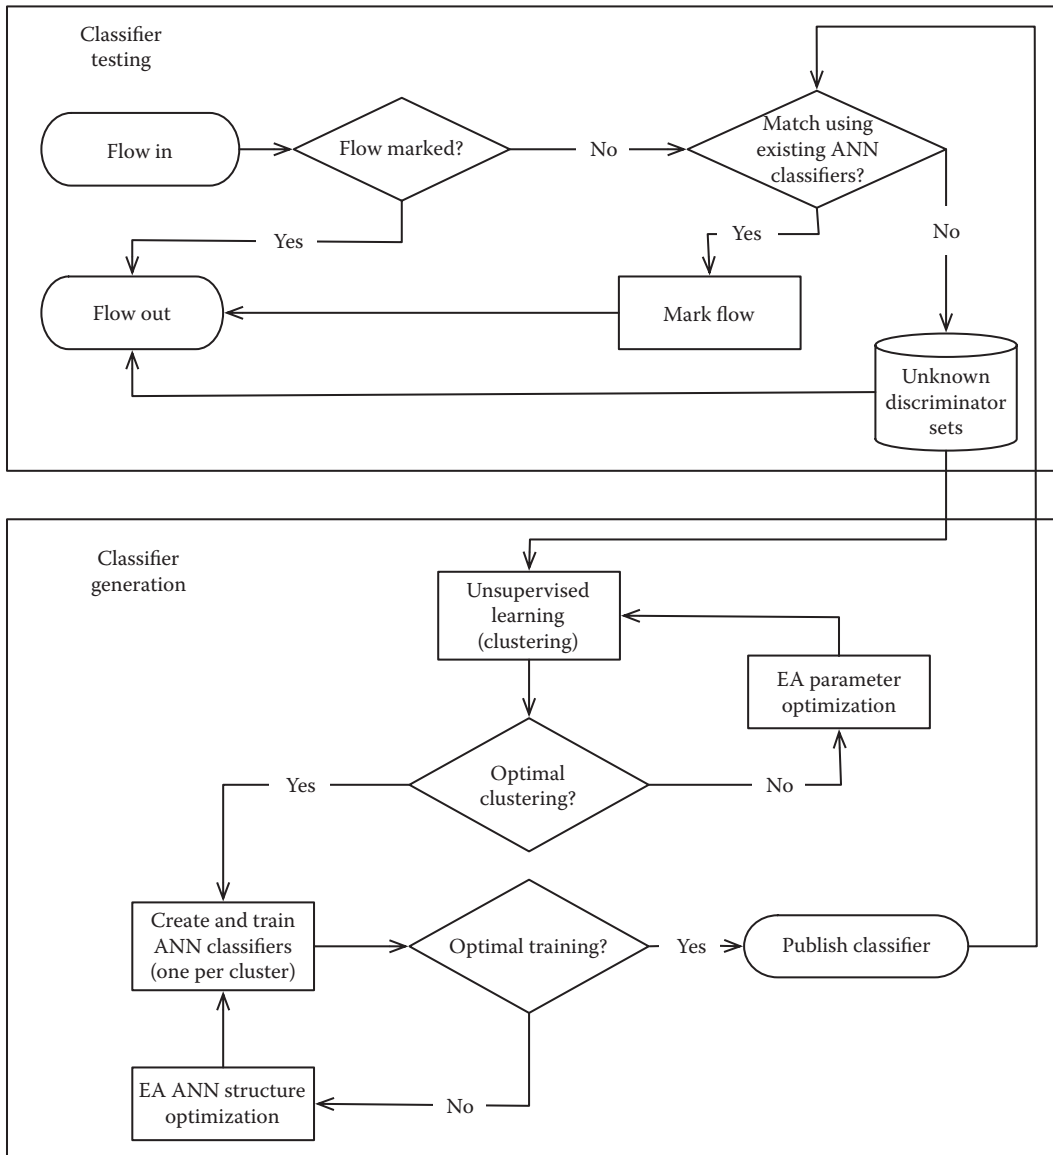 Classifier
testing
Flow in
Flow marked?
No
Match using
existing ANN
classifiers?
Yes
Yes
No
Flow out
Mark flow
Unknown
discriminator
sets
Classifier
generation
Unsupervised
learning
(clustering)
EA parameter
optimization
Optimal
clustering?
Yes
No
Create and train
ANN classifiers
(one per cluster)
Optimal training?
Yes
Publish classifier
EA ANN structure
optimization
No